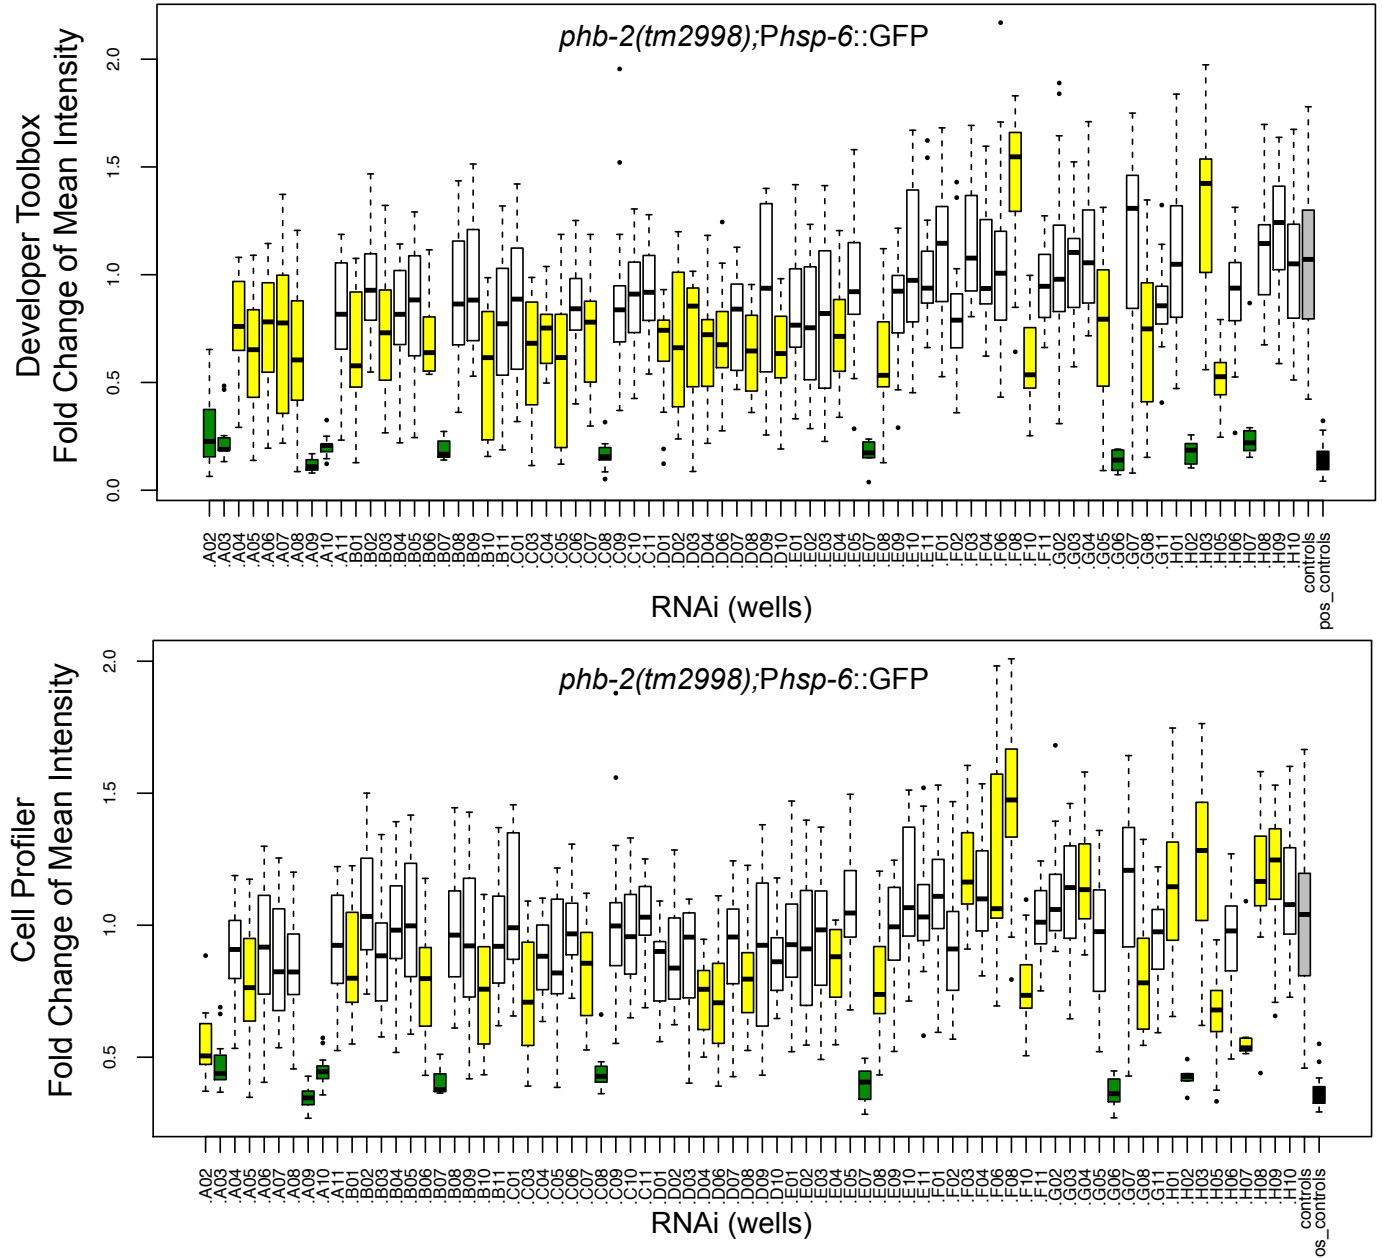 Developer Toolbox
Fold Change of Mean Intensity
phb-2(tm2998);Phsp-6::GFP
2.0
1.5
1.0
0.5
0.0
.A02 .A03 .A04 .A05 .A06 .A07 .A08 .A09 .A10 .A11 .B01 .B02 .B03 .B04 .B05 .B06 .B07 .B08 .B09 .B10 .B11 .C01 .C03 .C04 .C05 .C06 .C07 .C08 .C09 .C10 .C11 .D01 .D02 .D03 .D04 .D06 .D07 .D08 .D09 .D10 .E01 .E02 .E03 .E04 .E05 .E07 .E08 .E09 .E10 .E11 .F01 .F02 .F03 .F04 .F06 .F08 .F10 .F11 .G02 .G03 .G04 .G05 .G06 .G07 .G08 .G11 .H01 .H02 .H03 .H05 .H06 .H07 .H08 .H09 .H10 controls pos_controls
RNAi (wells)
Cell Profiler
Fold Change of Mean Intensity
phb-2(tm2998);Phsp-6::GFP
2.0
1.5
1.0
0.5
.A02 .A03 .A04 .A05 .A06 .A07 .A08 .A09 .A10 .A11 .B01 .B02 .B03 .B04 .B05 .B06 .B07 .B08 .B09 .B10 .B11 .C01 .C03 .C04 .C05 .C06 .C07 .C08 .C09 .C10 .C11 .D01 .D02 .D03 .D04 .D06 .D07 .D08 .D09 .D10 .E01 .E02 .E03 .E04 .E05 .E07 .E08 .E09 .E10 .E11 .F01 .F02 .F03 .F04 .F06 .F08 .F10 .F11 .G02 .G03 .G04 .G05 .G06 .G07 .G08 .G11 .H01 .H02 .H03 .H05 .H06 .H07 .H08 .H09 .H10 controls os_controls
RNAi (wells)